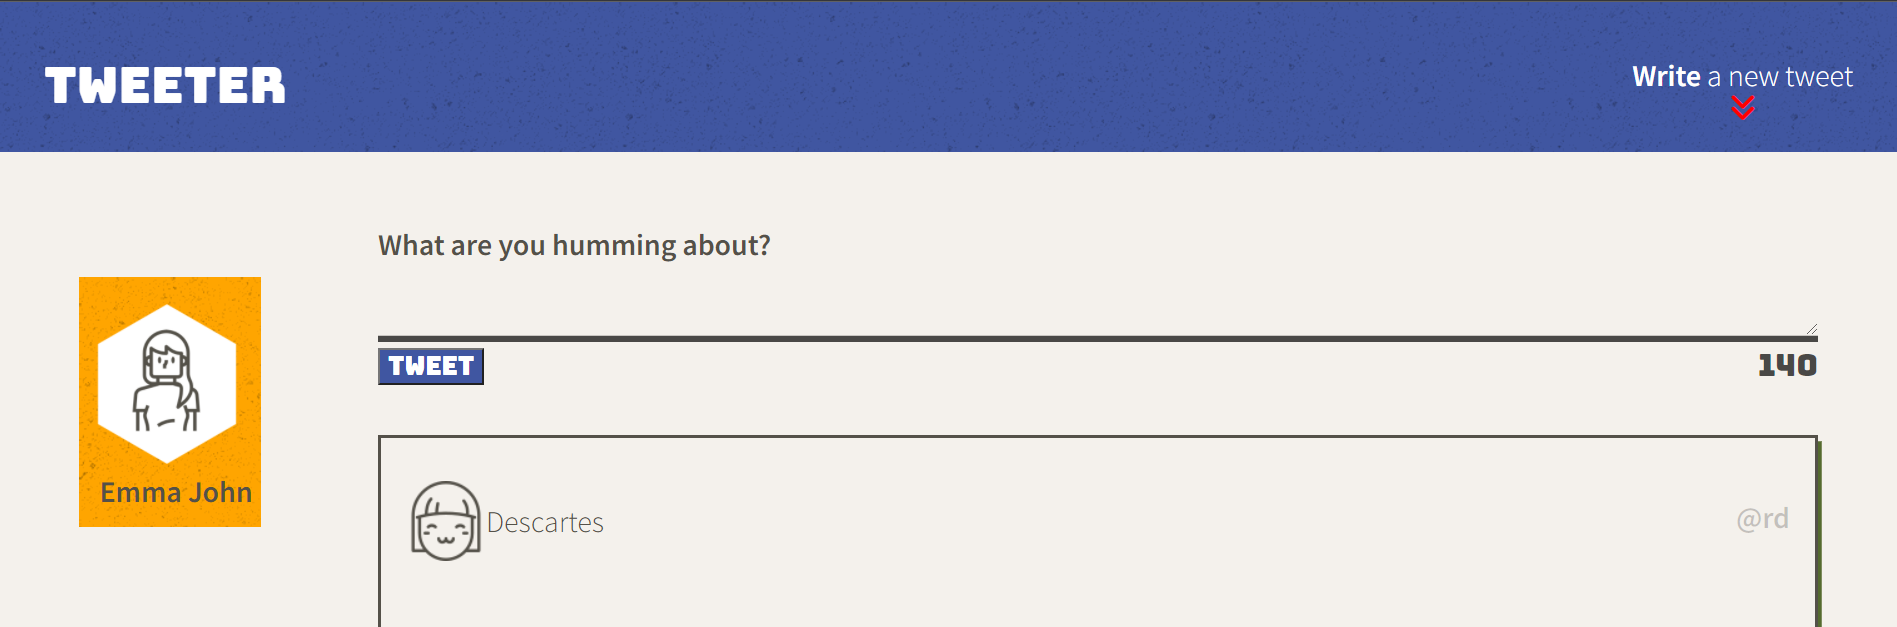 TWEETER
Write a new tweet
What are you humming about?
TWEET
140
Emma John
Descartes
@rd